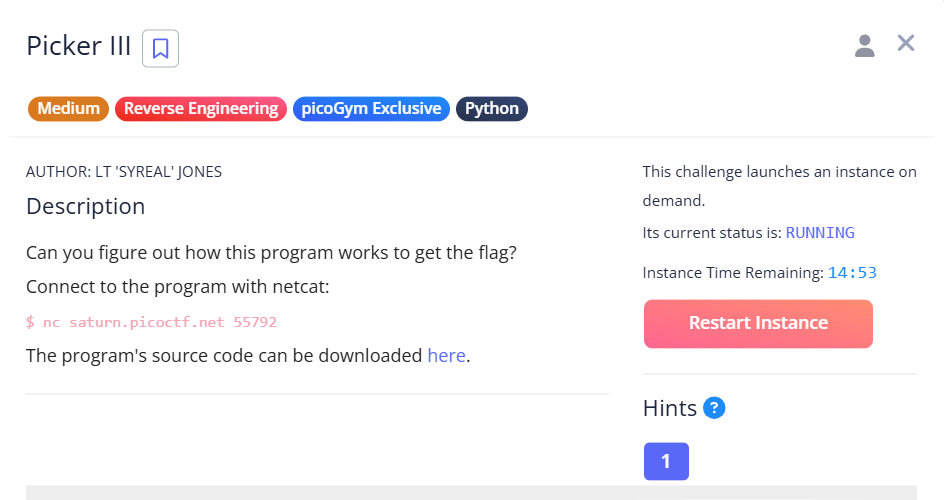 Picker III
Medium Reverse Engineering picoGym Exclusive Python
AUTHOR: LT 'SYREAL' JONES
Description
Can you figure out how this program works to get the flag?
Connect to the program with netcat:
$ nc saturn.picoctf.net 55792
The program's source code can be downloaded here.
This challenge launches an instance on
demand.
Its current status is: RUNNING
Instance Time Remaining: 14:53
Restart Instance
Hints ?
1